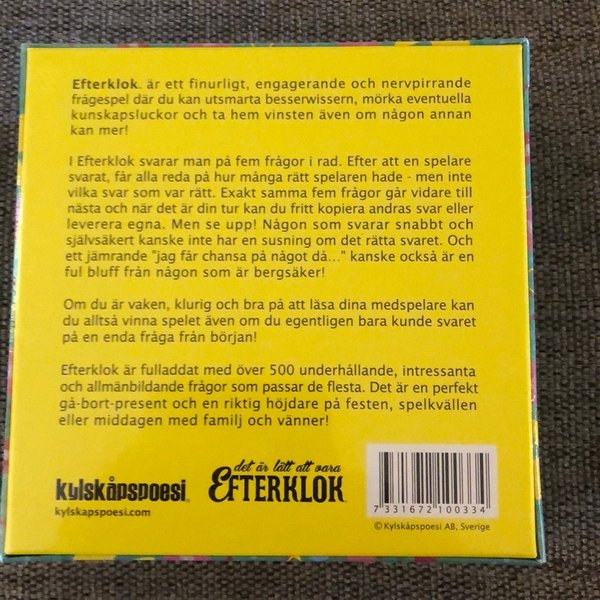 Efterklok™ är ett finurligt, engagerande och nervpirrande
frågespel där du kan utsmarta besserwissern, mörka eventuella
kunskapsluckor och ta hem vinsten även om någon annan
kan mer!
I Efterklok svarar man på fem frågor i rad. Efter att en spelare
svarat, får alla reda på hur många rätt spelaren hade - men inte
vilka svar som var rätt. Exakt samma fem frågor går vidare till
nästa och när det är din tur kan du fritt kopiera andras svar eller
leverera egna. Men se upp! Någon som svarar snabbt och
självsäkert kanske inte har en susning om det rätta svaret. Och
ett jämrande "jag får chansa på något då..." kanske också är en
ful bluff från någon som är bergsäker!
Om du är vaken, klurig och bra på att läsa dina medspelare kan
du alltså vinna spelet även om du egentligen bara kunde svaret
på en enda fråga från början!
Efterklok är fulladdat med över 500 underhållande, intressanta
och allmänbildande frågor som passar de flesta. Det är en perfekt
gå-bort-present och en riktig höjdare på festen, spelkvällen
eller middagen med familj och vänner!
kylskåpspoesi®
kylskapspoesi.com
det är lätt att vara
EFTERKLOK
7 331672 100334
© Kylskåpspoesi AB, Sverige